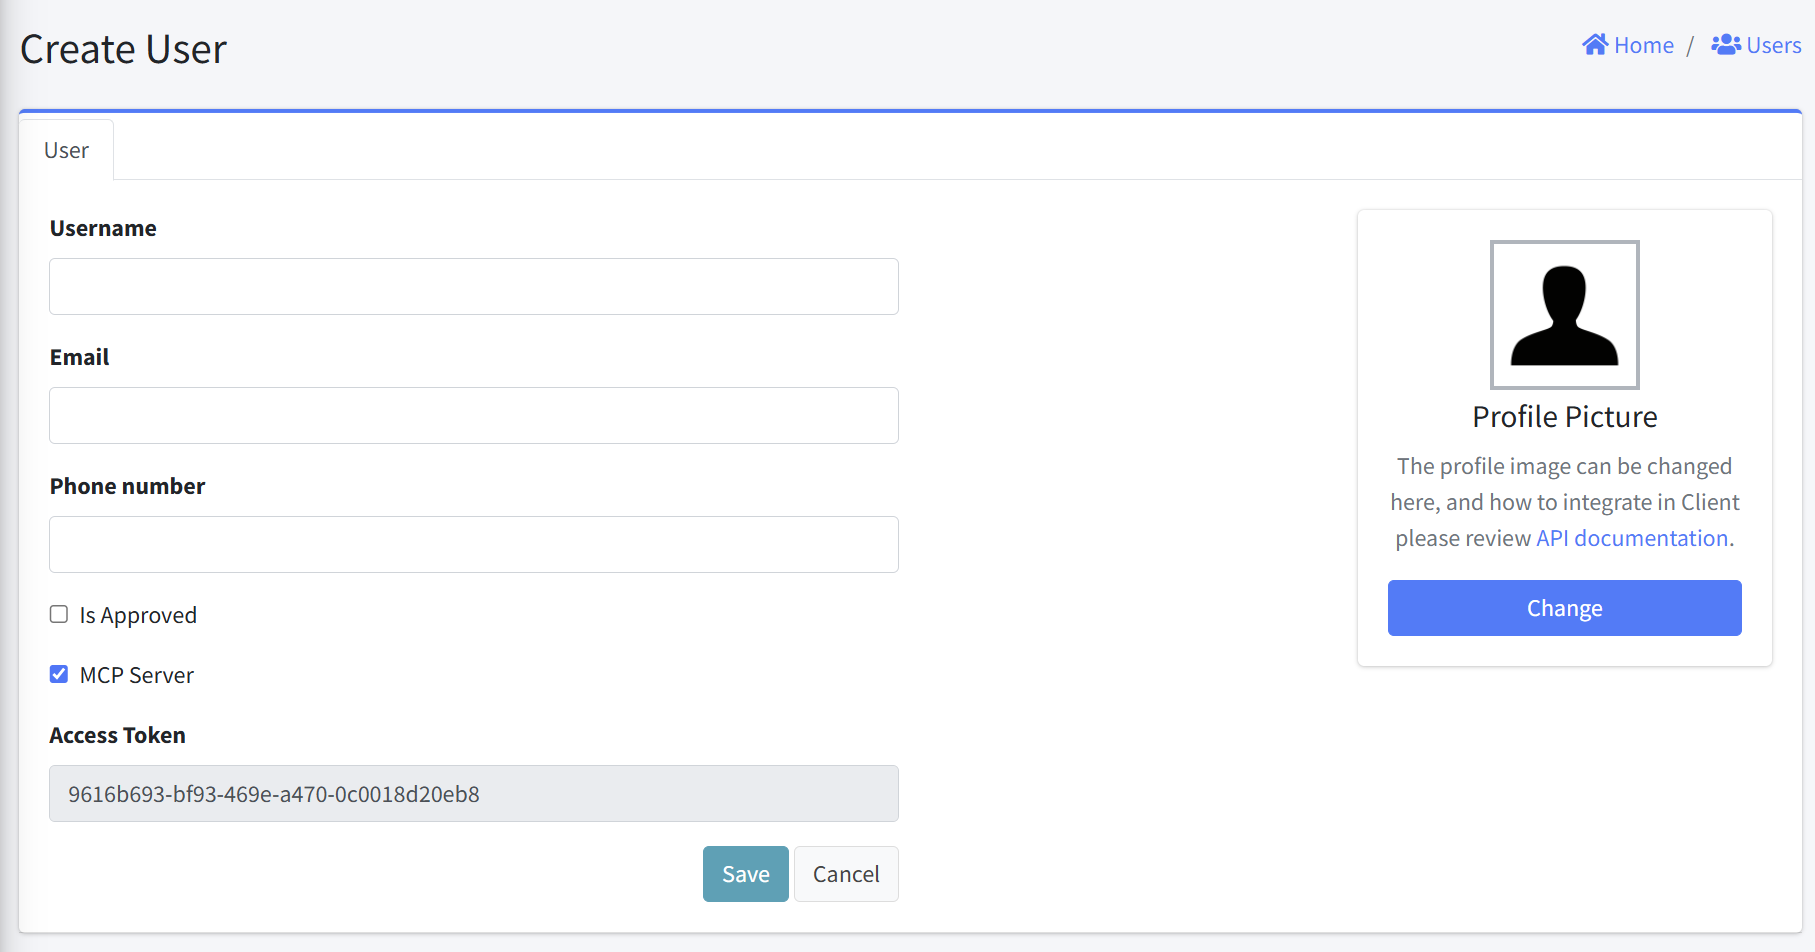 Create User
Home / Users
User
Username
Email
Phone number
Is Approved
MCP Server
Access Token
9616b693-bf93-469e-a470-0c0018d20eb8
Save Cancel
Profile Picture
The profile image can be changed
here, and how to integrate in Client
please review API documentation.
Change